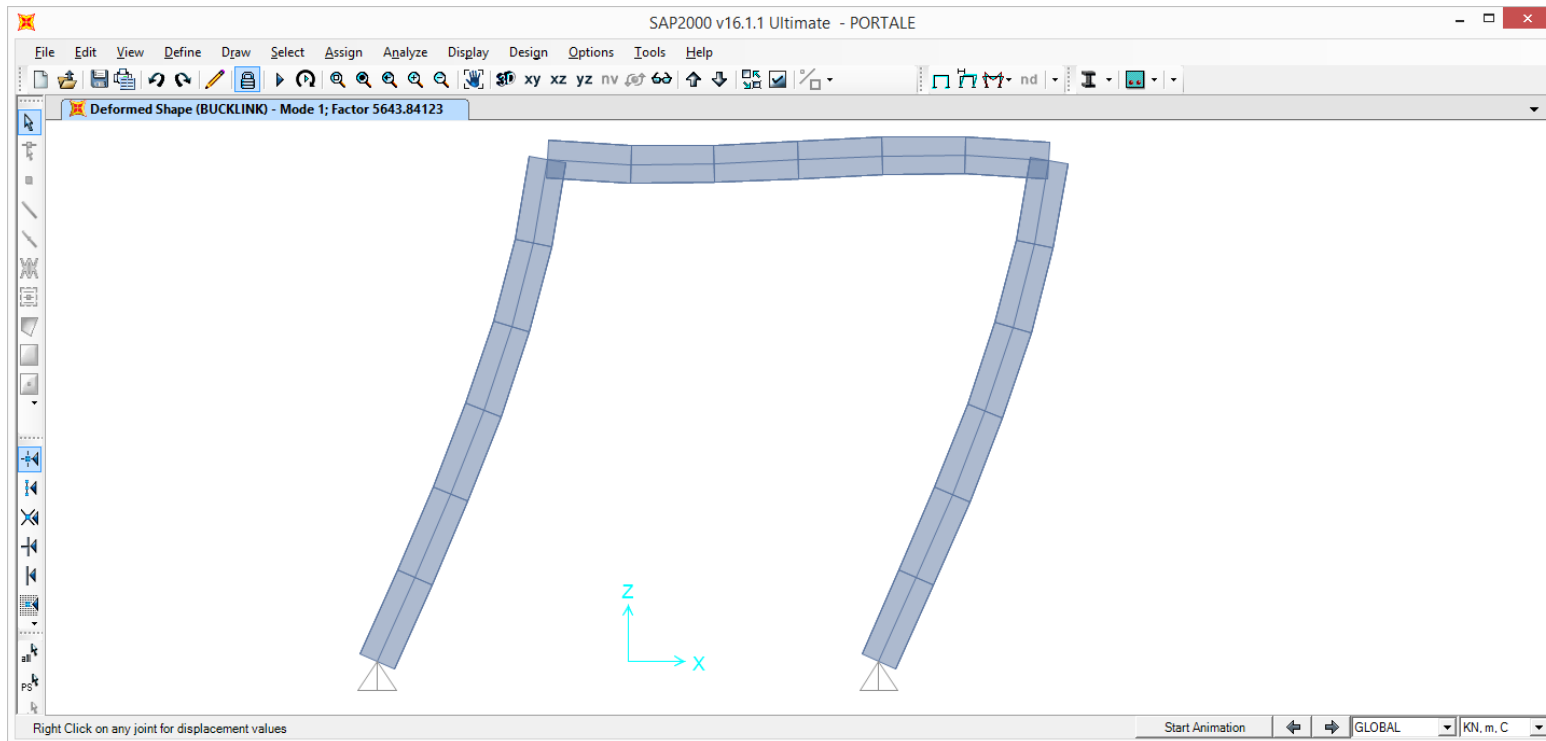 SAP2000 v16.1.1 Ultimate - PORTALE
File Edit View Define Draw Select Assign Analyze Display Design Options Tools Help
3D xy xz yz nv nd
Deformed Shape (BUCKLINK) - Mode 1; Factor 5643.84123
Z
X
all
PS
Right Click on any joint for displacement values Start Animation GLOBAL KN, m, C